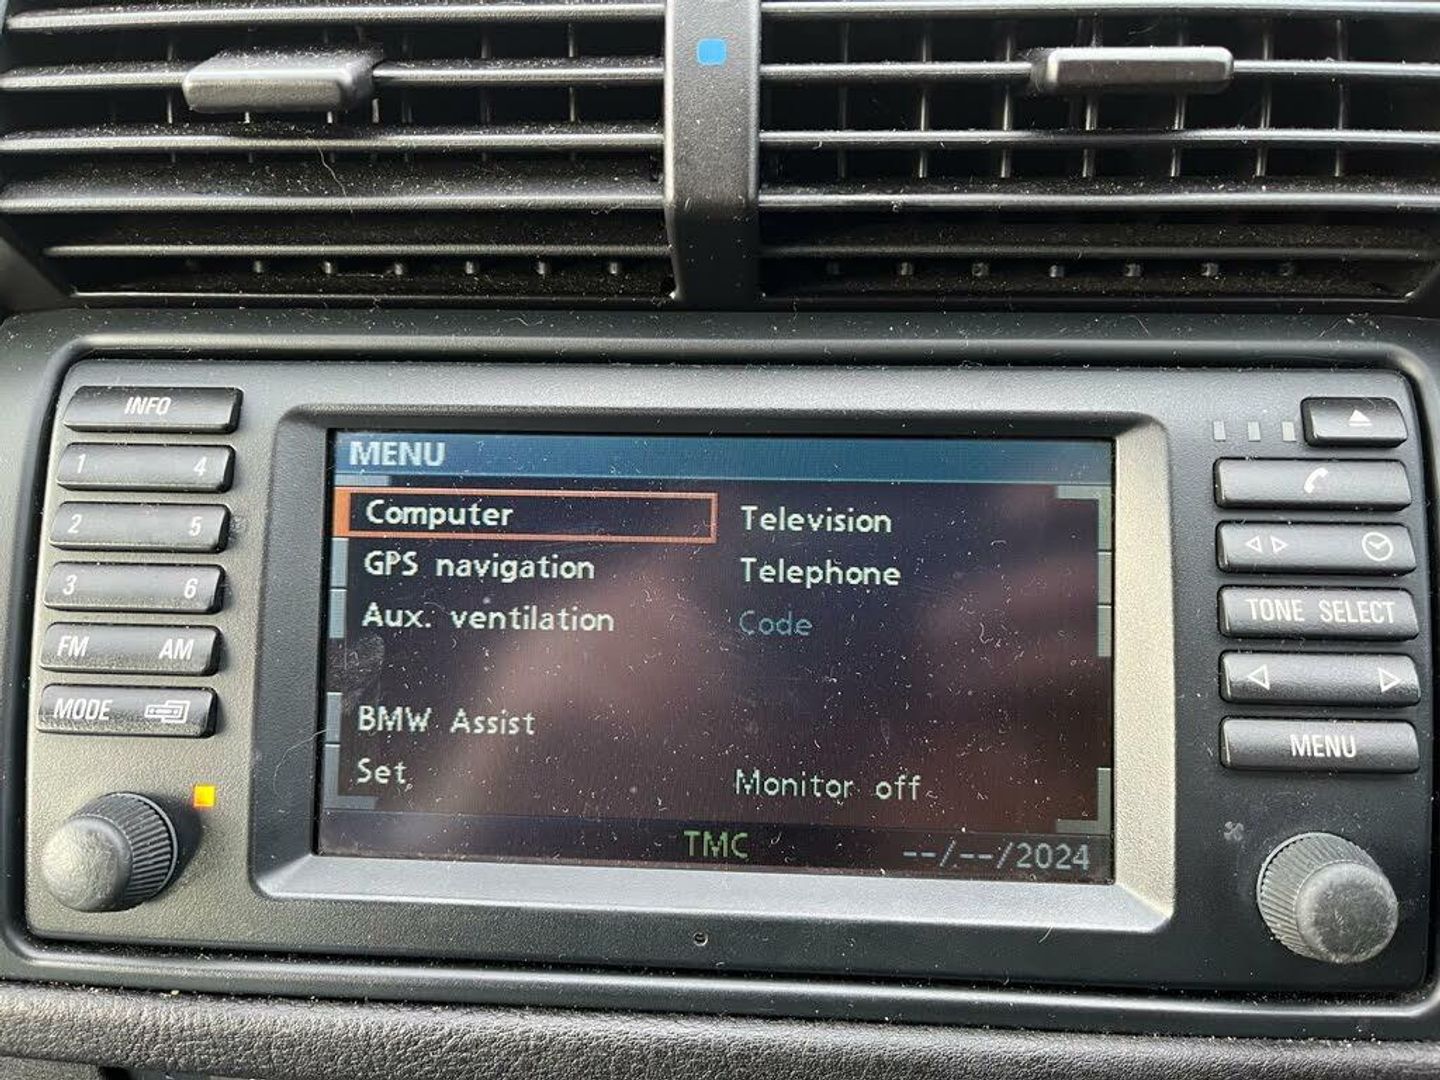 INFO
1 4
2 5
3 6
FM AM
MODE
MENU
Computer
GPS navigation
Aux. ventilation
BMW Assist
Set
Television
Telephone
Code
Monitor off
TMC
--/--/2024
TONE SELECT
MENU